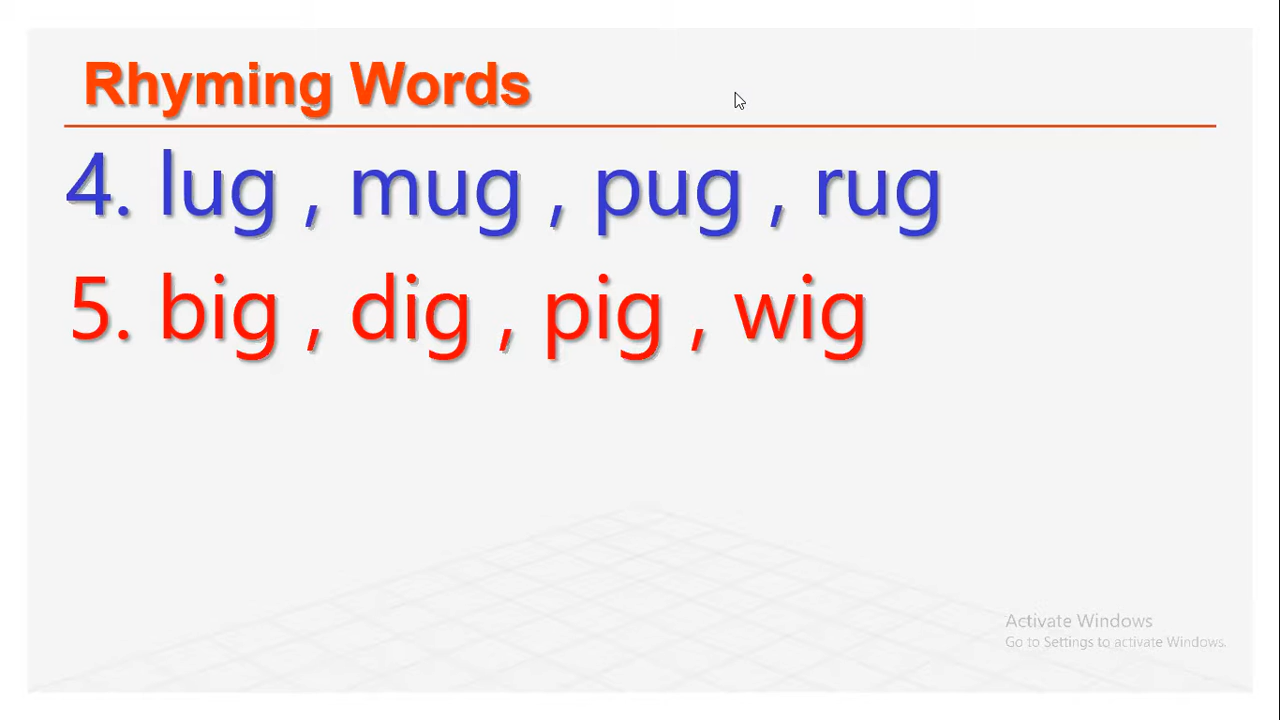 Rhyming Words
4. lug , mug , pug , rug
5. big , dig , pig , wig
Activate Windows
Go to Settings to activate Windows.